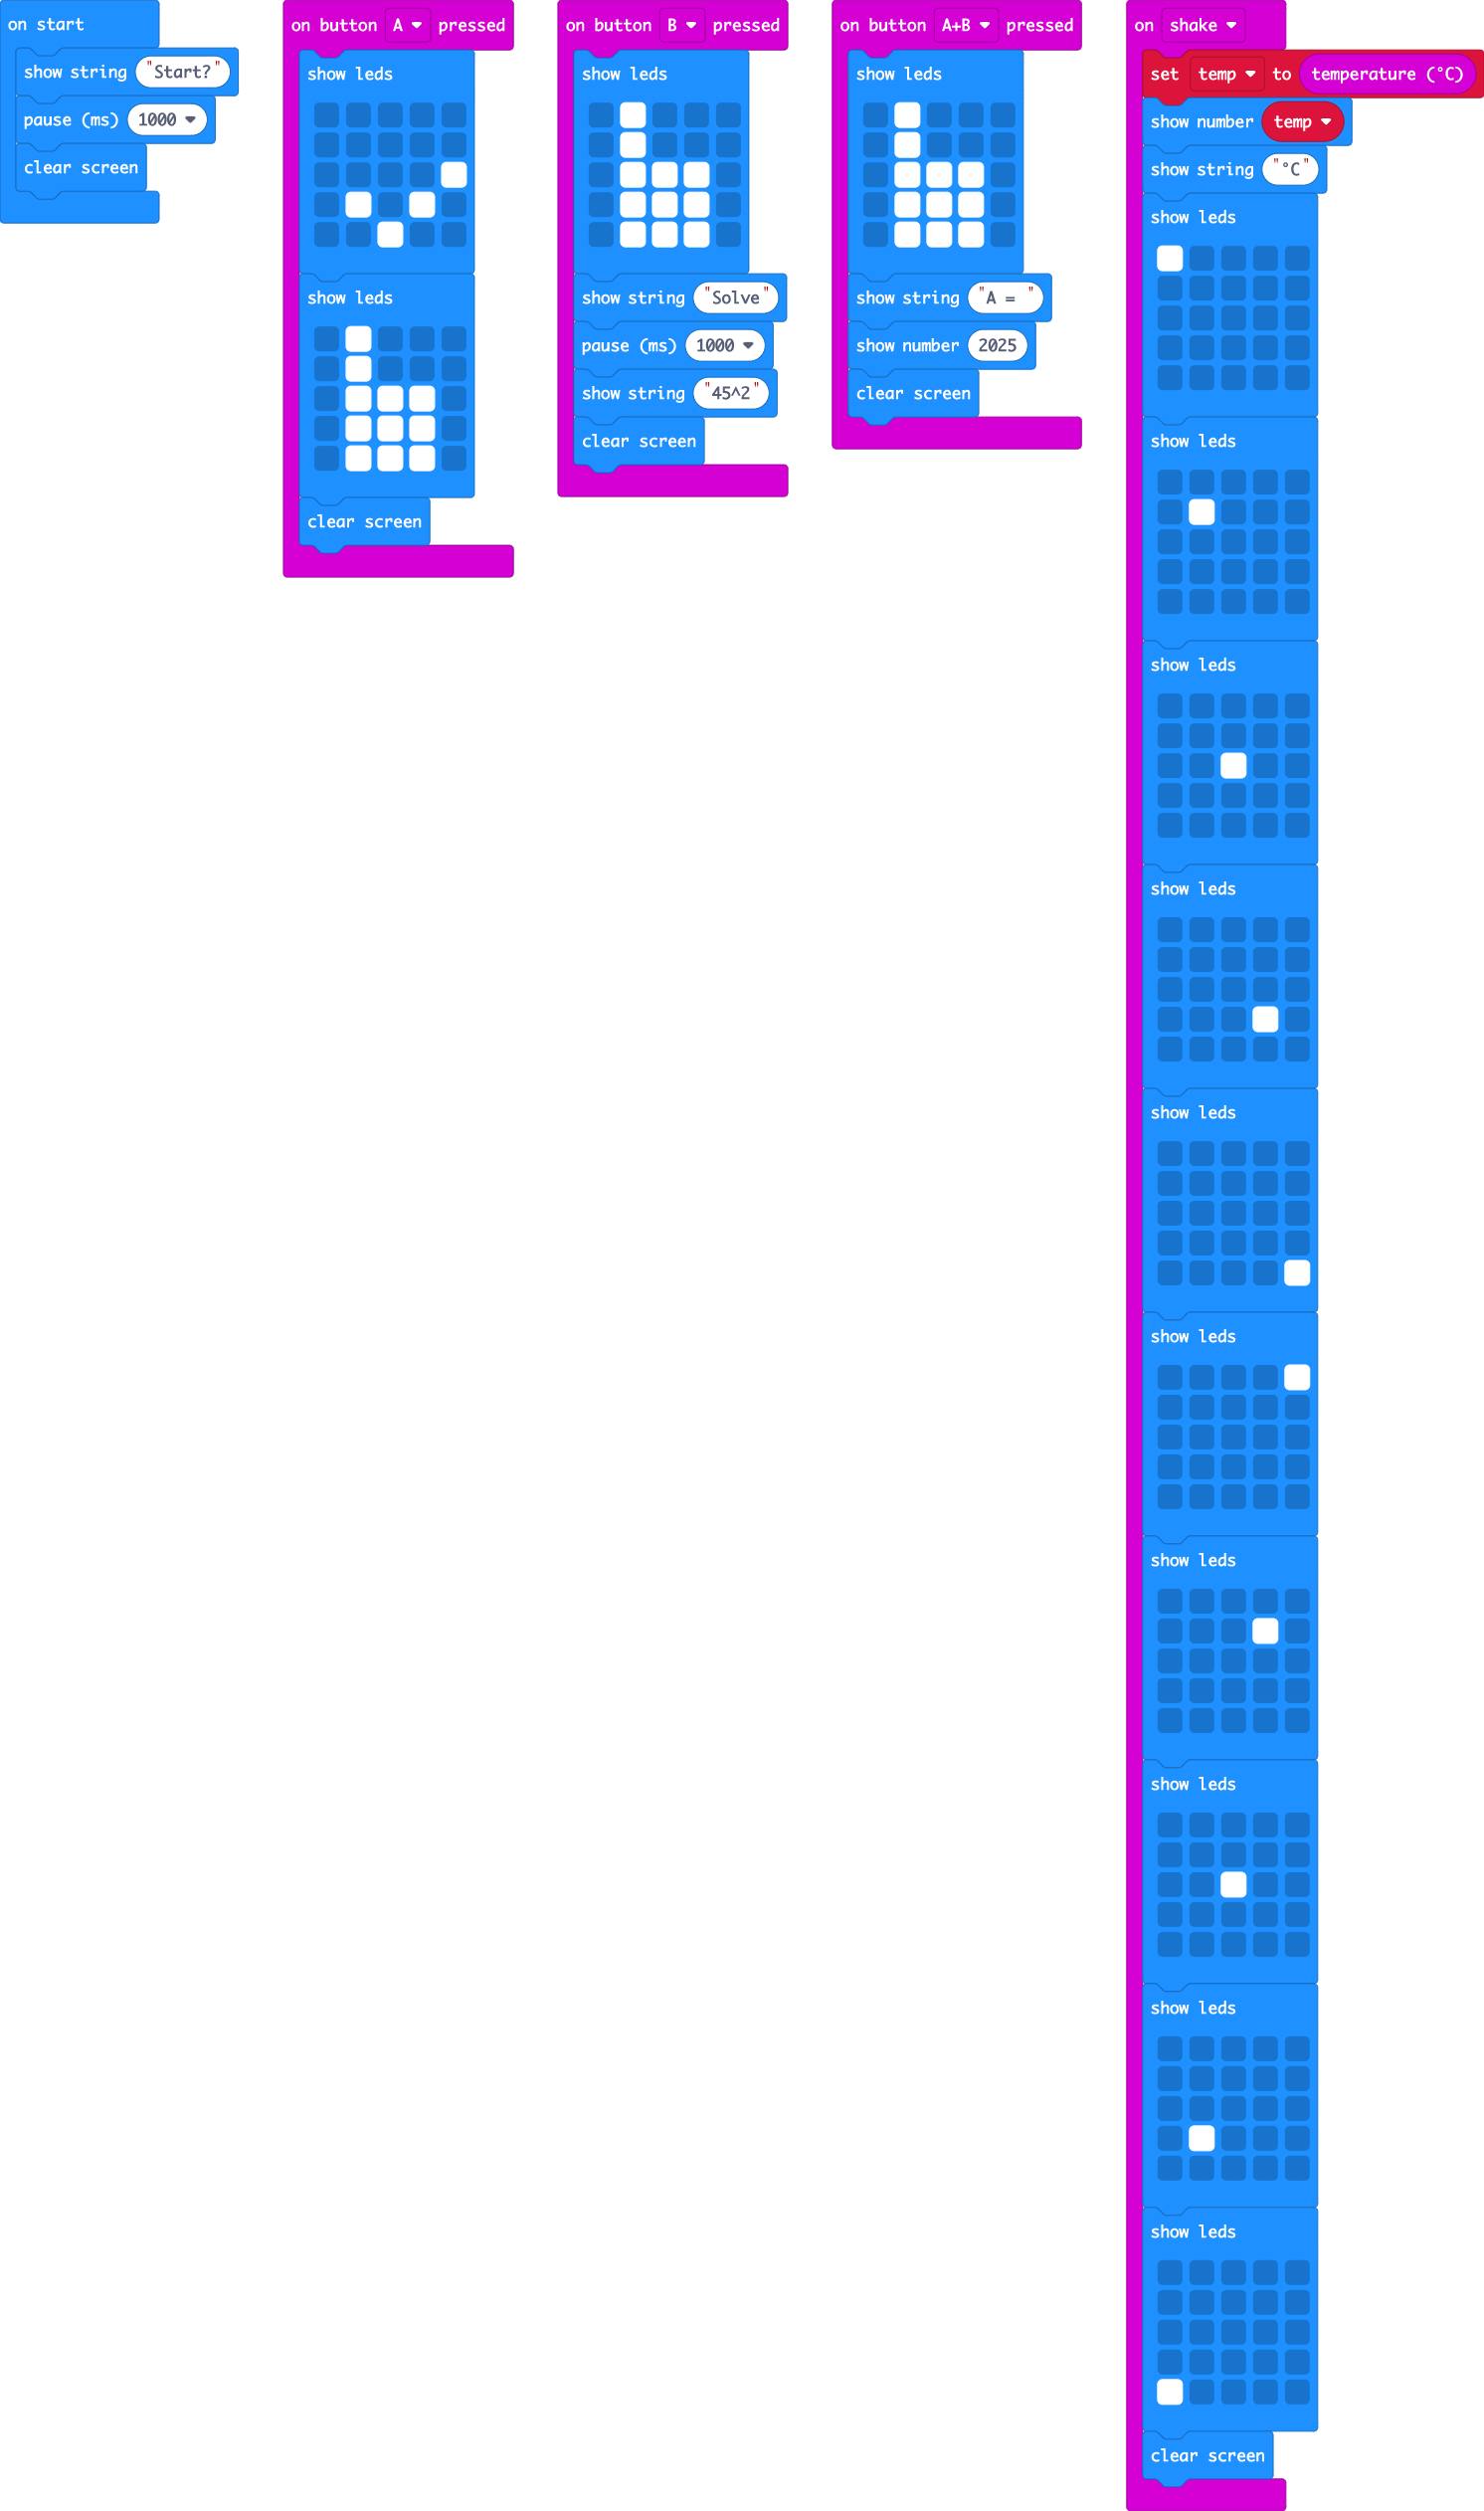 on start
show string "Start?"
pause (ms) 1000
clear screen
on button A pressed
show leds
show leds
clear screen
on button B pressed
show leds
show string "Solve"
pause (ms) 1000
show string "45^2"
clear screen
on button A+B pressed
show leds
show string "A = "
show number 2025
clear screen
on shake
set temp to temperature (°C)
show number temp
show string "°C"
show leds
show leds
show leds
show leds
show leds
show leds
show leds
show leds
show leds
show leds
clear screen